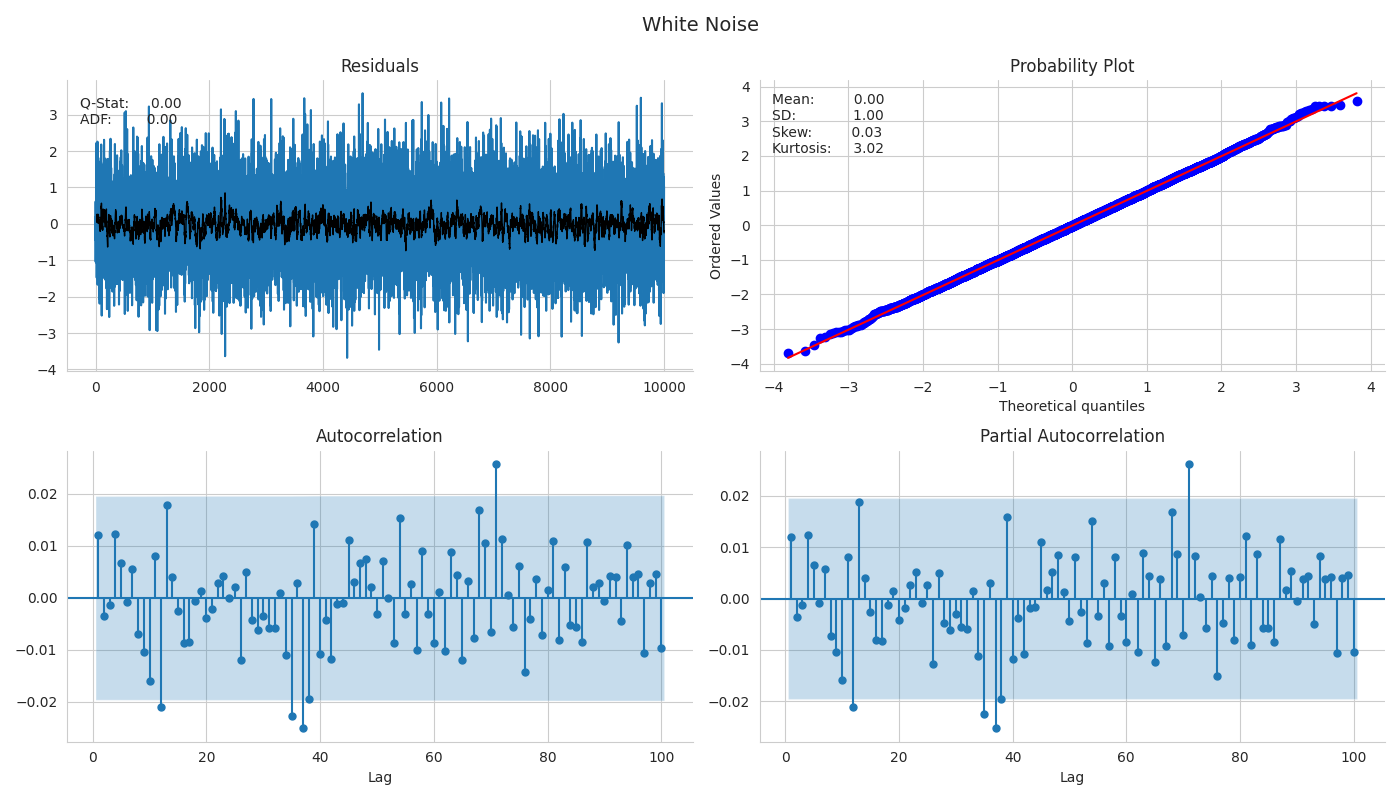 White Noise
Residuals
Q-Stat: 0.00
ADF: 0.00
3
2
1
0
−1
−2
−3
−4
0 2000 4000 6000 8000 10000
Probability Plot
Mean: 0.00
SD: 1.00
Skew: 0.03
Kurtosis: 3.02
Ordered Values
4
3
2
1
0
−1
−2
−3
−4
−4 −3 −2 −1 0 1 2 3 4
Theoretical quantiles
Autocorrelation
0.02
0.01
0.00
−0.01
−0.02
0 20 40 60 80 100
Lag
Partial Autocorrelation
0.02
0.01
0.00
−0.01
−0.02
0 20 40 60 80 100
Lag